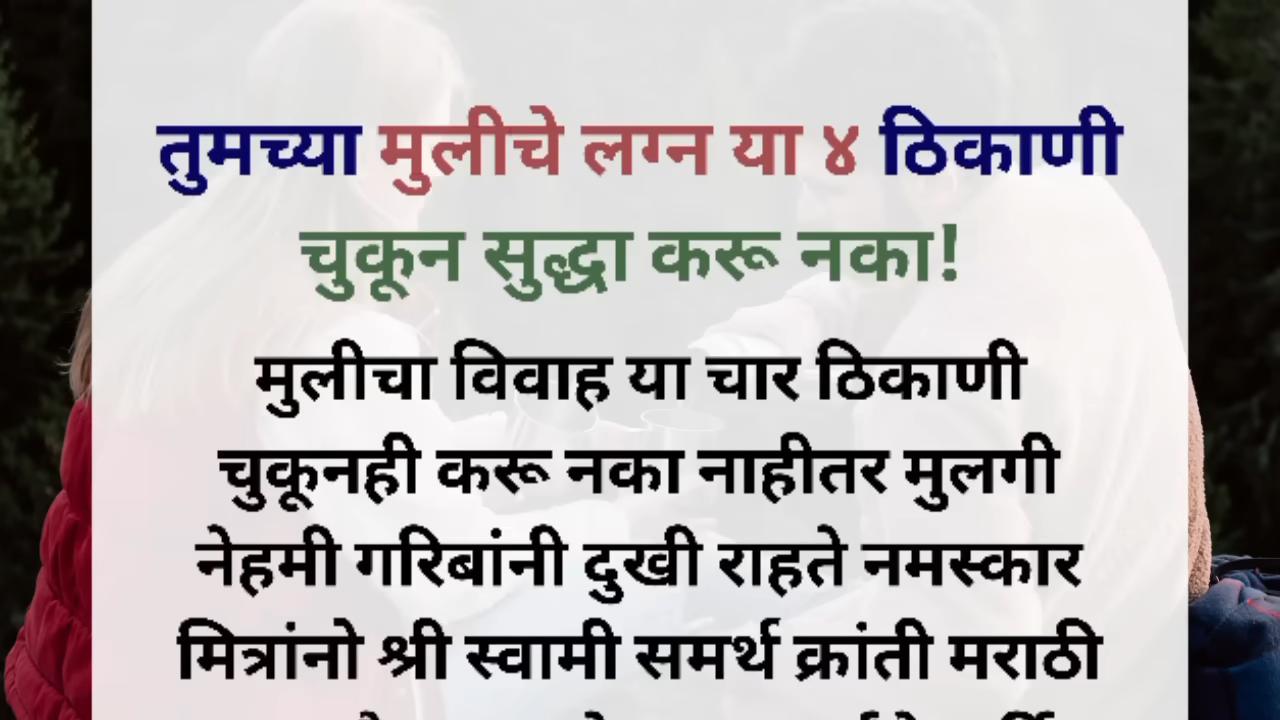 तुमच्या मुलीचे लग्न या ४ ठिकाणी
चुकून सुद्धा करू नका!
मुलीचा विवाह या चार ठिकाणी
चुकूनही करू नका नाहीतर मुलगी
नेहमी गरिबांनी दुखी राहते नमस्कार
मित्रांनो श्री स्वामी समर्थ क्रांती मराठी